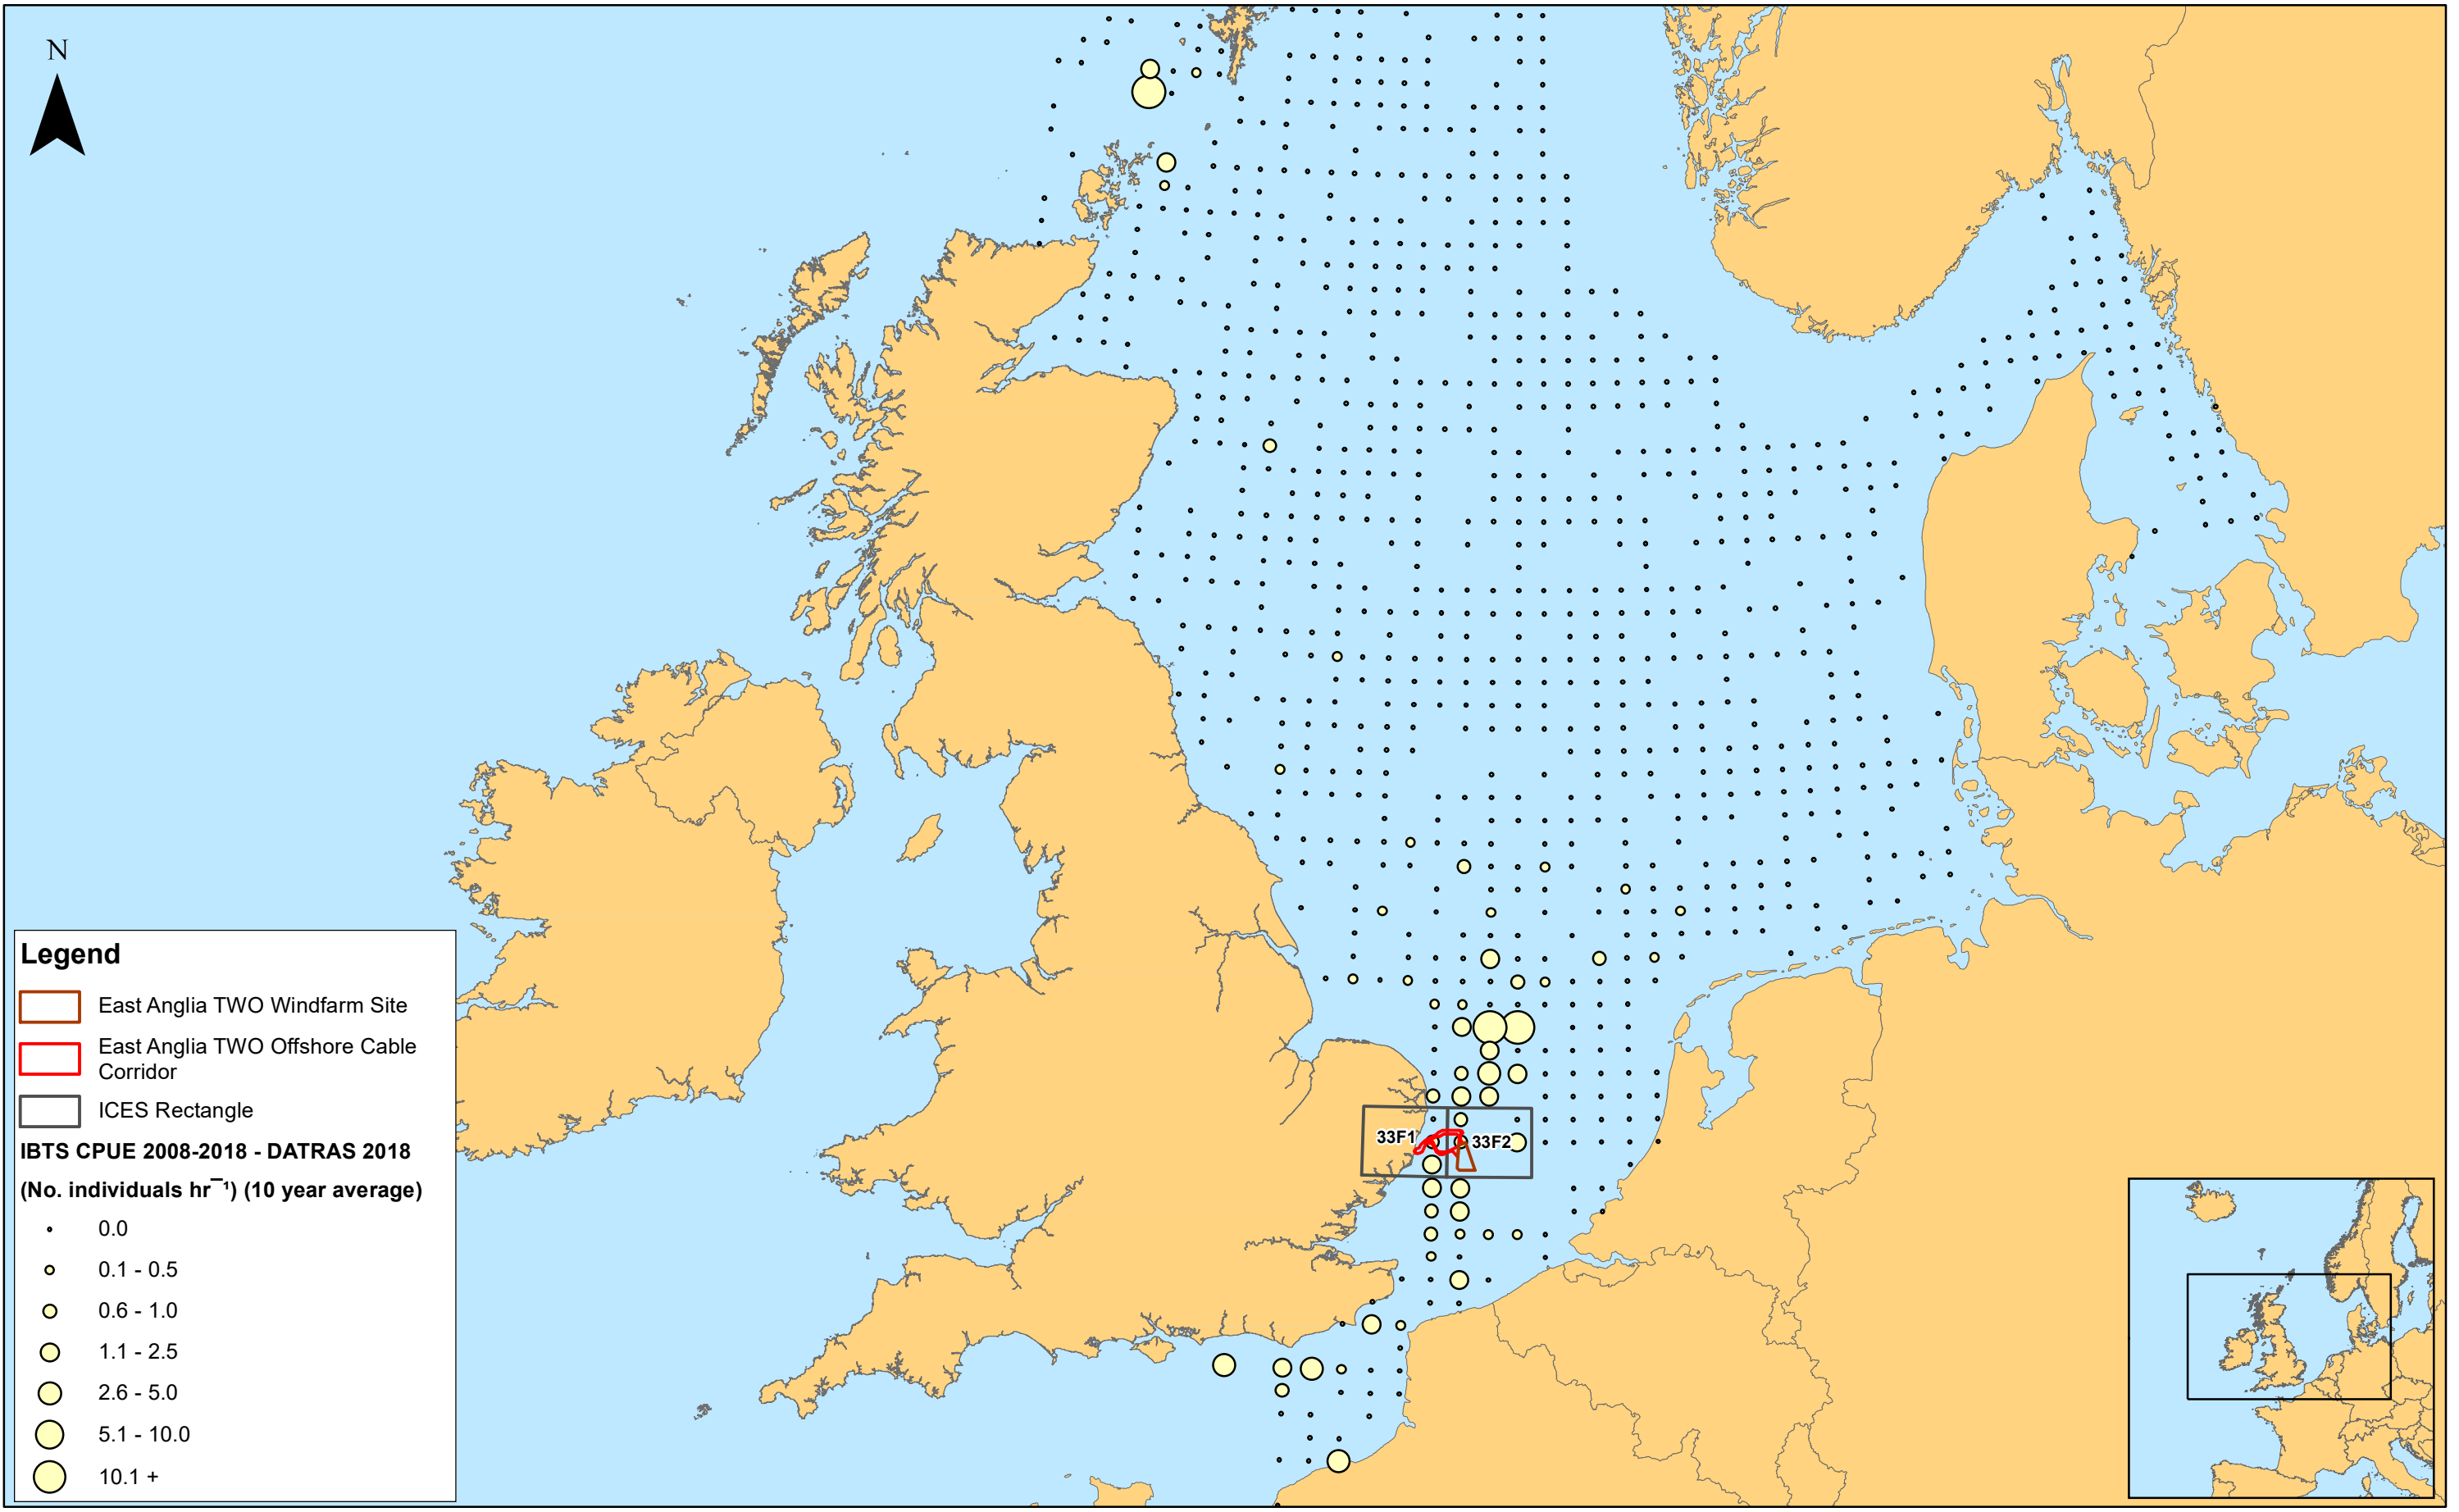 N
33F1
33F2
Legend
East Anglia TWO Windfarm Site
East Anglia TWO Offshore Cable
Corridor
ICES Rectangle
IBTS CPUE 2008-2018 - DATRAS 2018
(No. individuals hr¯¹) (10 year average)
0.0
0.1 - 0.5
0.6 - 1.0
1.1 - 2.5
2.6 - 5.0
5.1 - 10.0
10.1 +